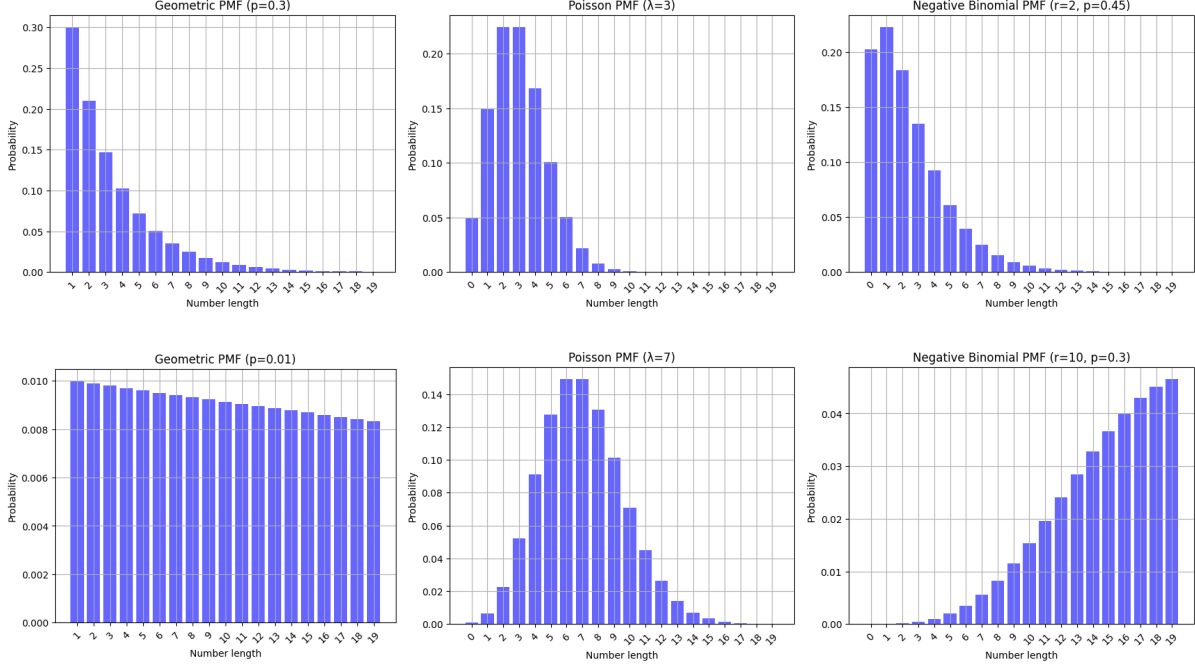 Geometric PMF (p=0.3)
0.30
0.25
0.20
0.15
0.10
0.05
0.00
Probability
1 2 3 4 5 6 7 8 9 10 11 12 13 14 15 16 17 18 19
Number length
Poisson PMF (λ=3)
0.20
0.15
0.10
0.05
0.00
Probability
0 1 2 3 4 5 6 7 8 9 10 11 12 13 14 15 16 17 18 19
Number length
Negative Binomial PMF (r=2, p=0.45)
0.20
0.15
0.10
0.05
0.00
Probability
0 1 2 3 4 5 6 7 8 9 10 11 12 13 14 15 16 17 18 19
Number length
Geometric PMF (p=0.01)
0.010
0.008
0.006
0.004
0.002
0.000
Probability
1 2 3 4 5 6 7 8 9 10 11 12 13 14 15 16 17 18 19
Number length
Poisson PMF (λ=7)
0.14
0.12
0.10
0.08
0.06
0.04
0.02
0.00
Probability
0 1 2 3 4 5 6 7 8 9 10 11 12 13 14 15 16 17 18 19
Number length
Negative Binomial PMF (r=10, p=0.3)
0.04
0.03
0.02
0.01
0.00
Probability
0 1 2 3 4 5 6 7 8 9 10 11 12 13 14 15 16 17 18 19
Number length